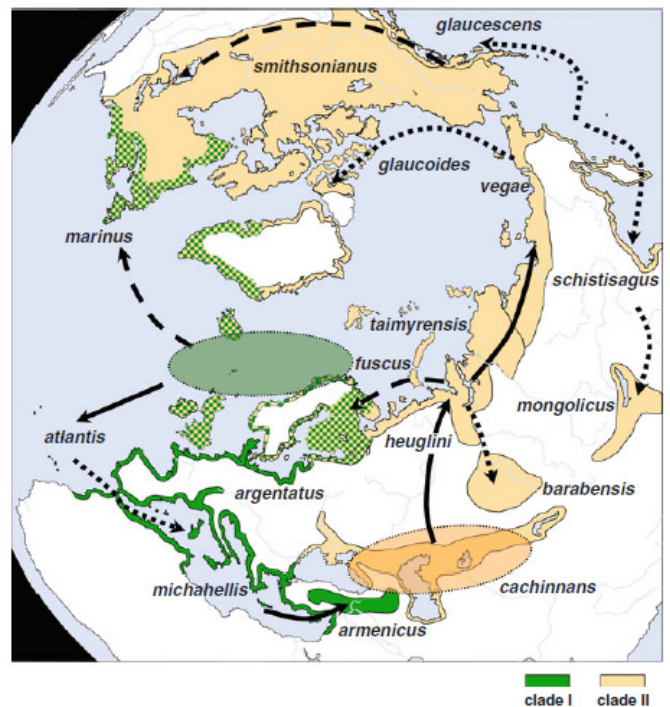 glaucescens
smithsonianus
glaucoides
vegae
marinus
schistisagus
taimyrensis
fuscus
mongolicus
atlantis
heuglini
argentatus
barabensis
michahellis
cachinnans
armenicus
clade I clade II